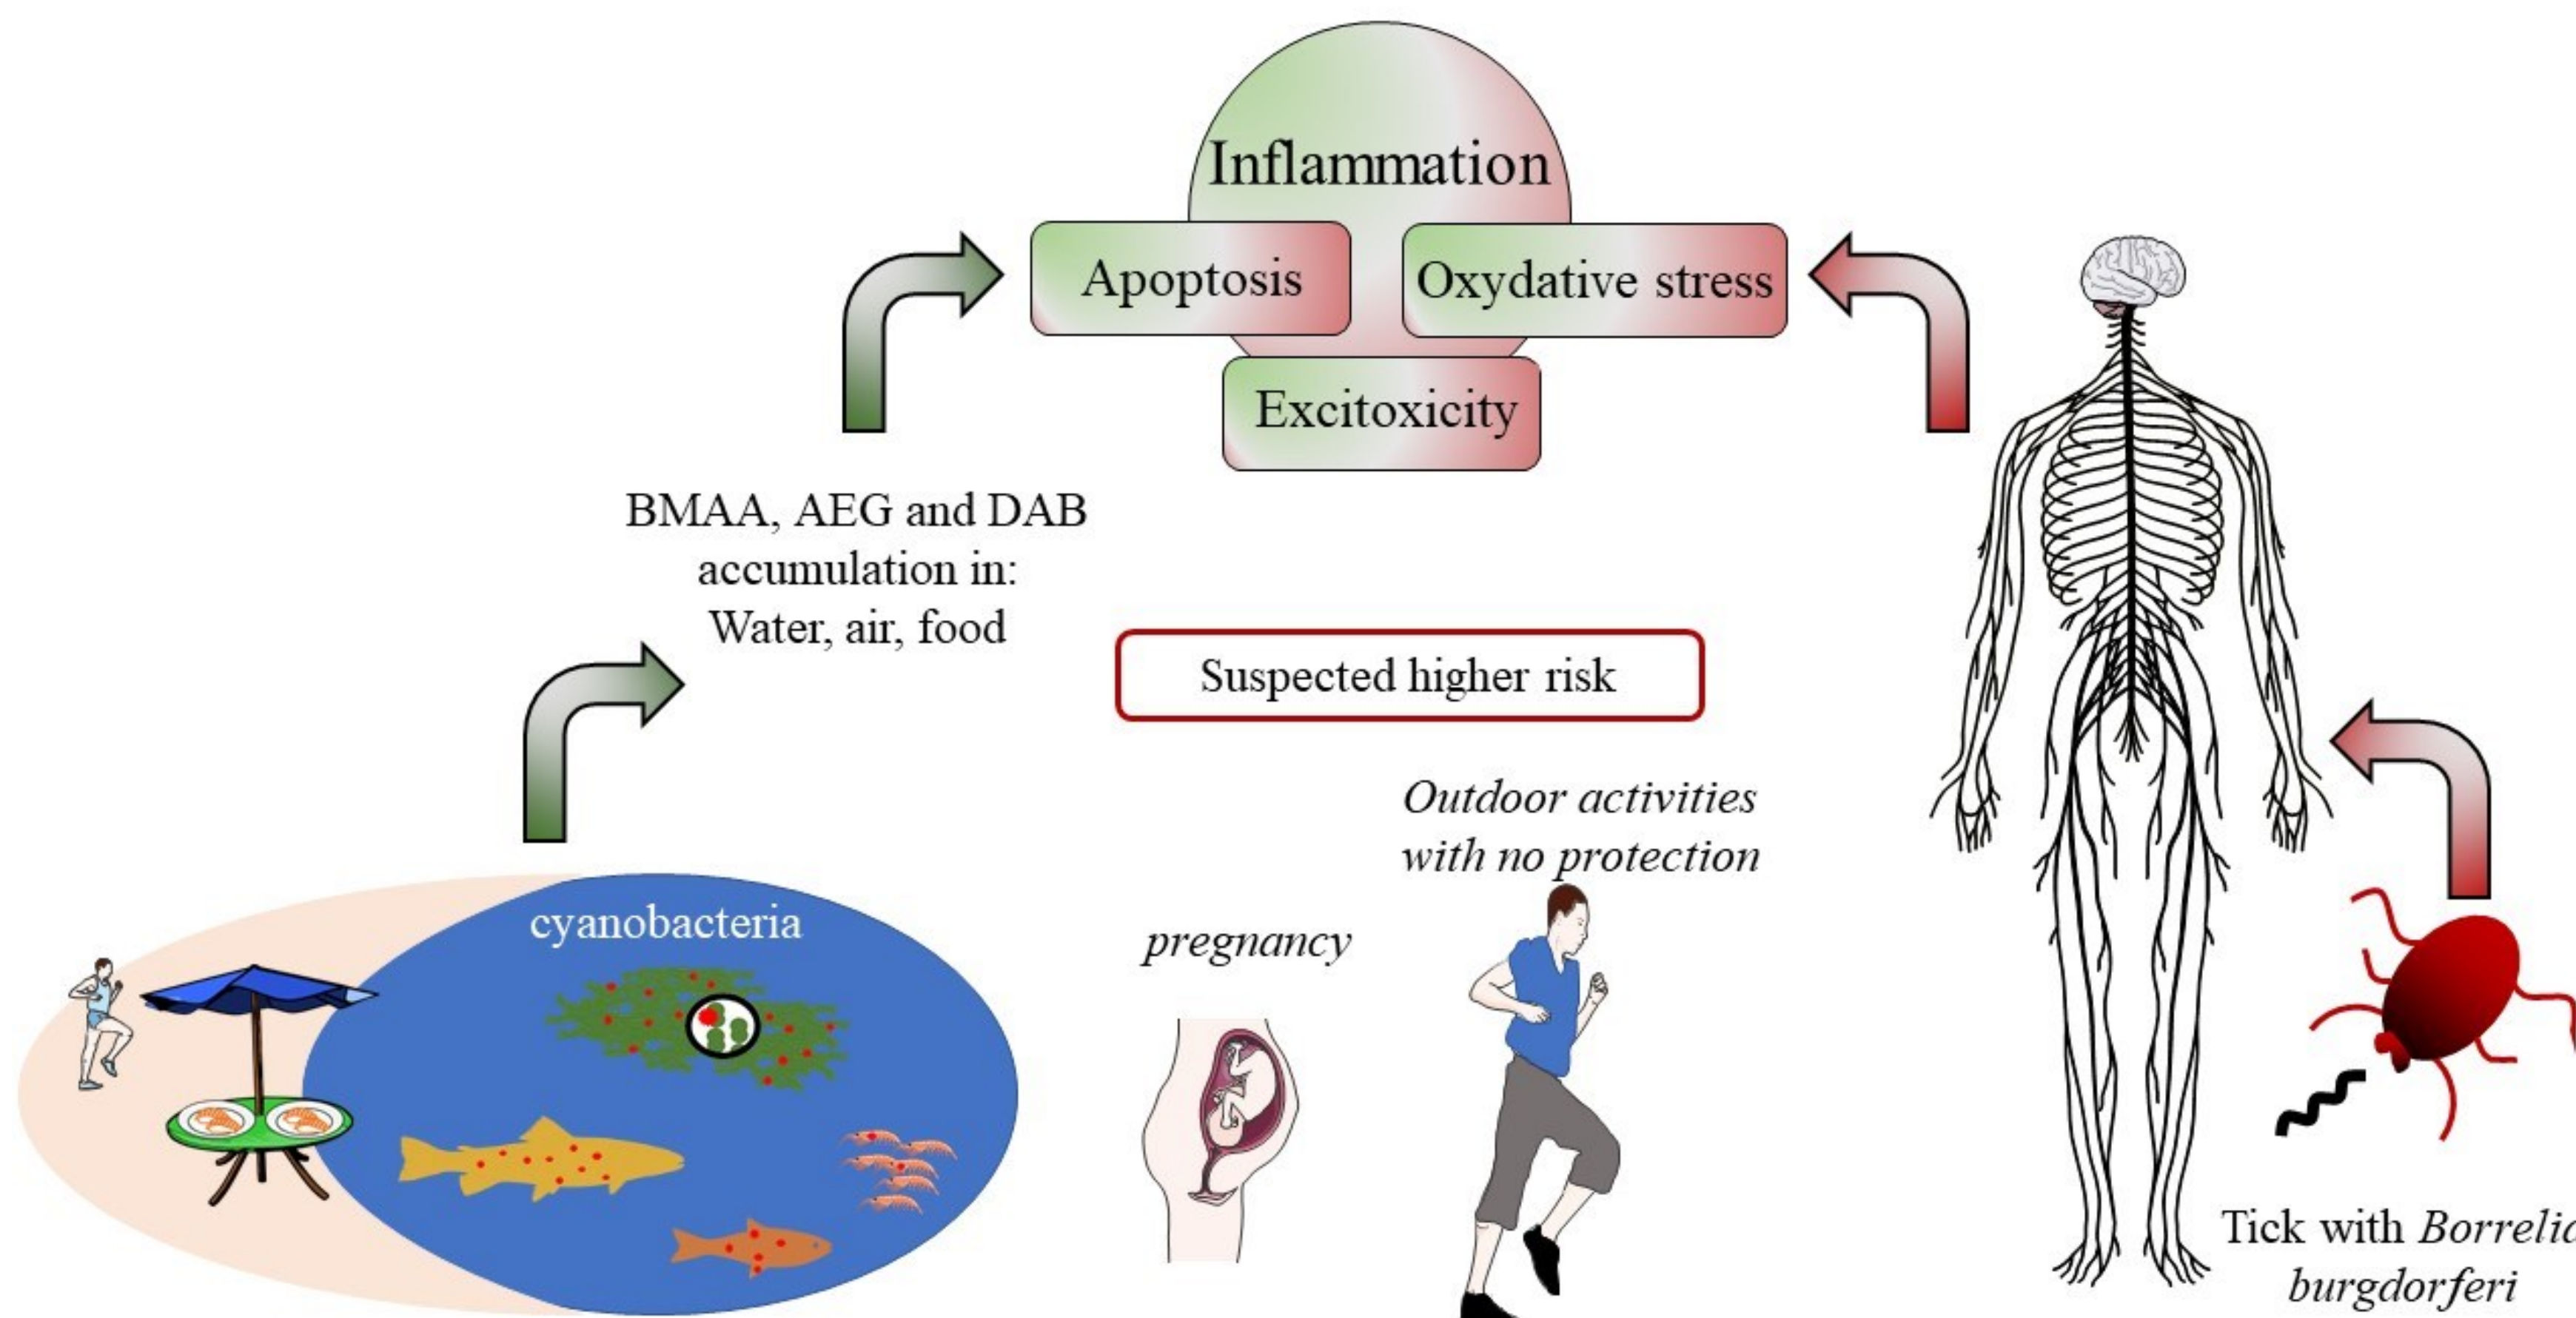 Inflammation
Apoptosis
Oxydative stress
Excitoxicity
BMAA, AEG and DAB
accumulation in:
Water, air, food
Suspected higher risk
Outdoor activities
with no protection
pregnancy
cyanobacteria
Tick with Borrelia
burgdorferi